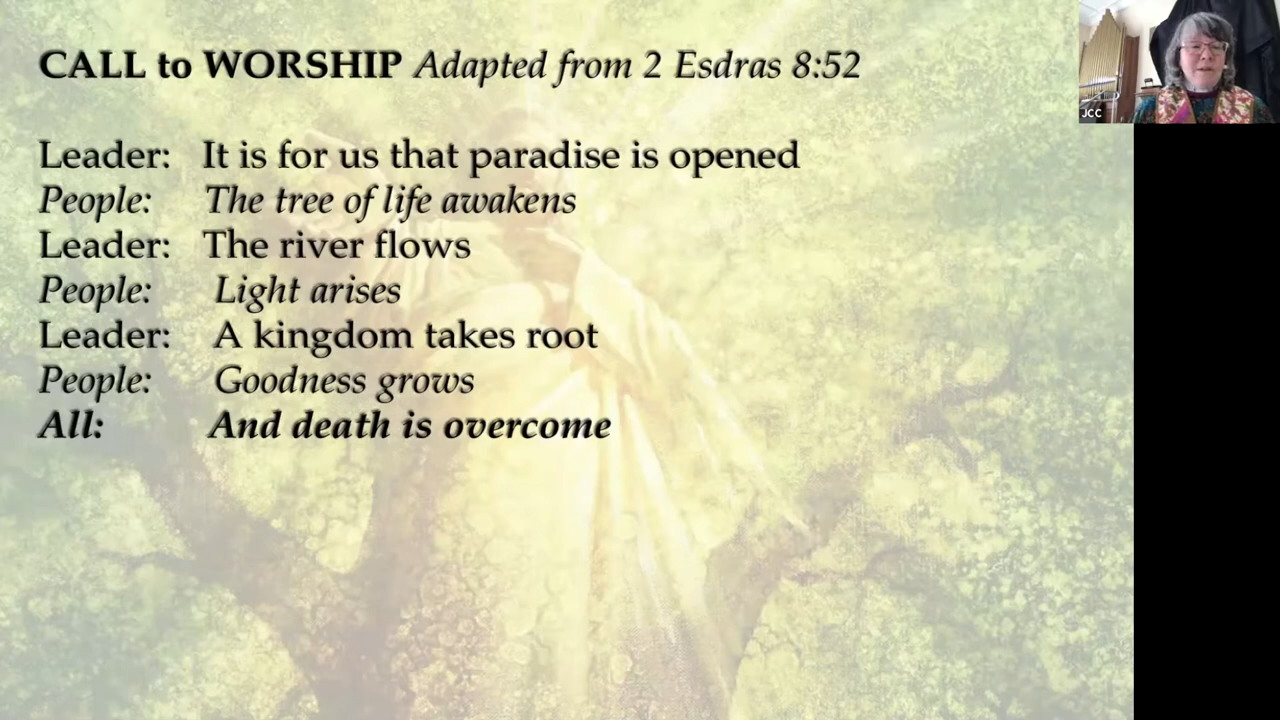 CALL to WORSHIP Adapted from 2 Esdras 8:52
Leader: It is for us that paradise is opened
People: The tree of life awakens
Leader: The river flows
People: Light arises
Leader: A kingdom takes root
People: Goodness grows
All: And death is overcome
JCC